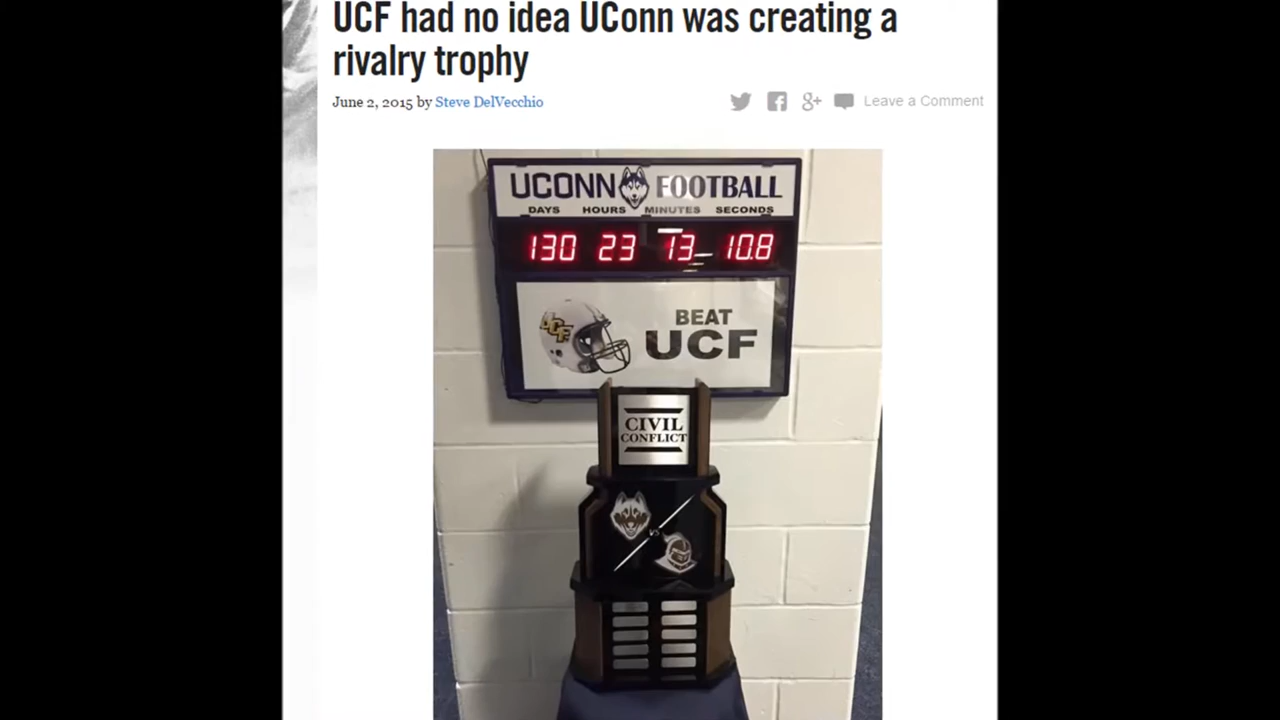 UCF had no idea UConn was creating a
rivalry trophy
June 2, 2015 by Steve DelVecchio
Leave a Comment
UCONN FOOTBALL
DAYS HOURS MINUTES SECONDS
130 23 13 10.8
UCF
BEAT
UCF
CIVIL
CONFLICT
VS